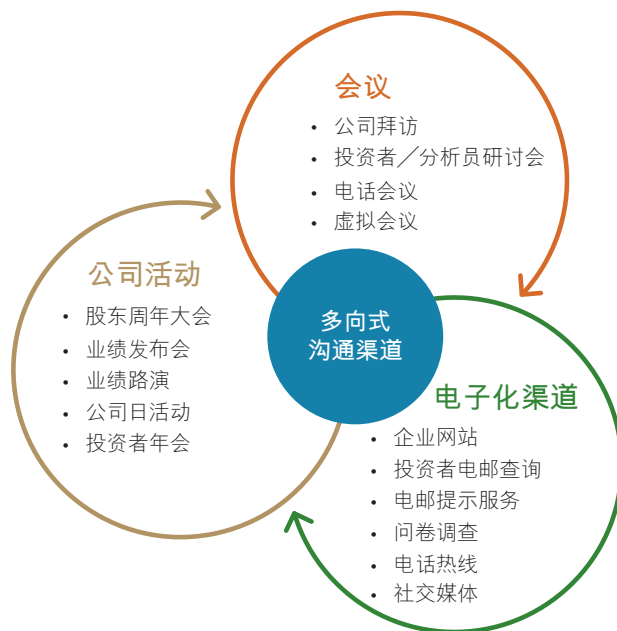 会议
• 公司拜访
• 投资者／分析员研讨会
• 电话会议
• 虚拟会议
公司活动
• 股东周年大会
• 业绩发布会
• 业绩路演
• 公司日活动
• 投资者年会
多向式
沟通渠道
电子化渠道
• 企业网站
• 投资者电邮查询
• 电邮提示服务
• 问卷调查
• 电话热线
• 社交媒体